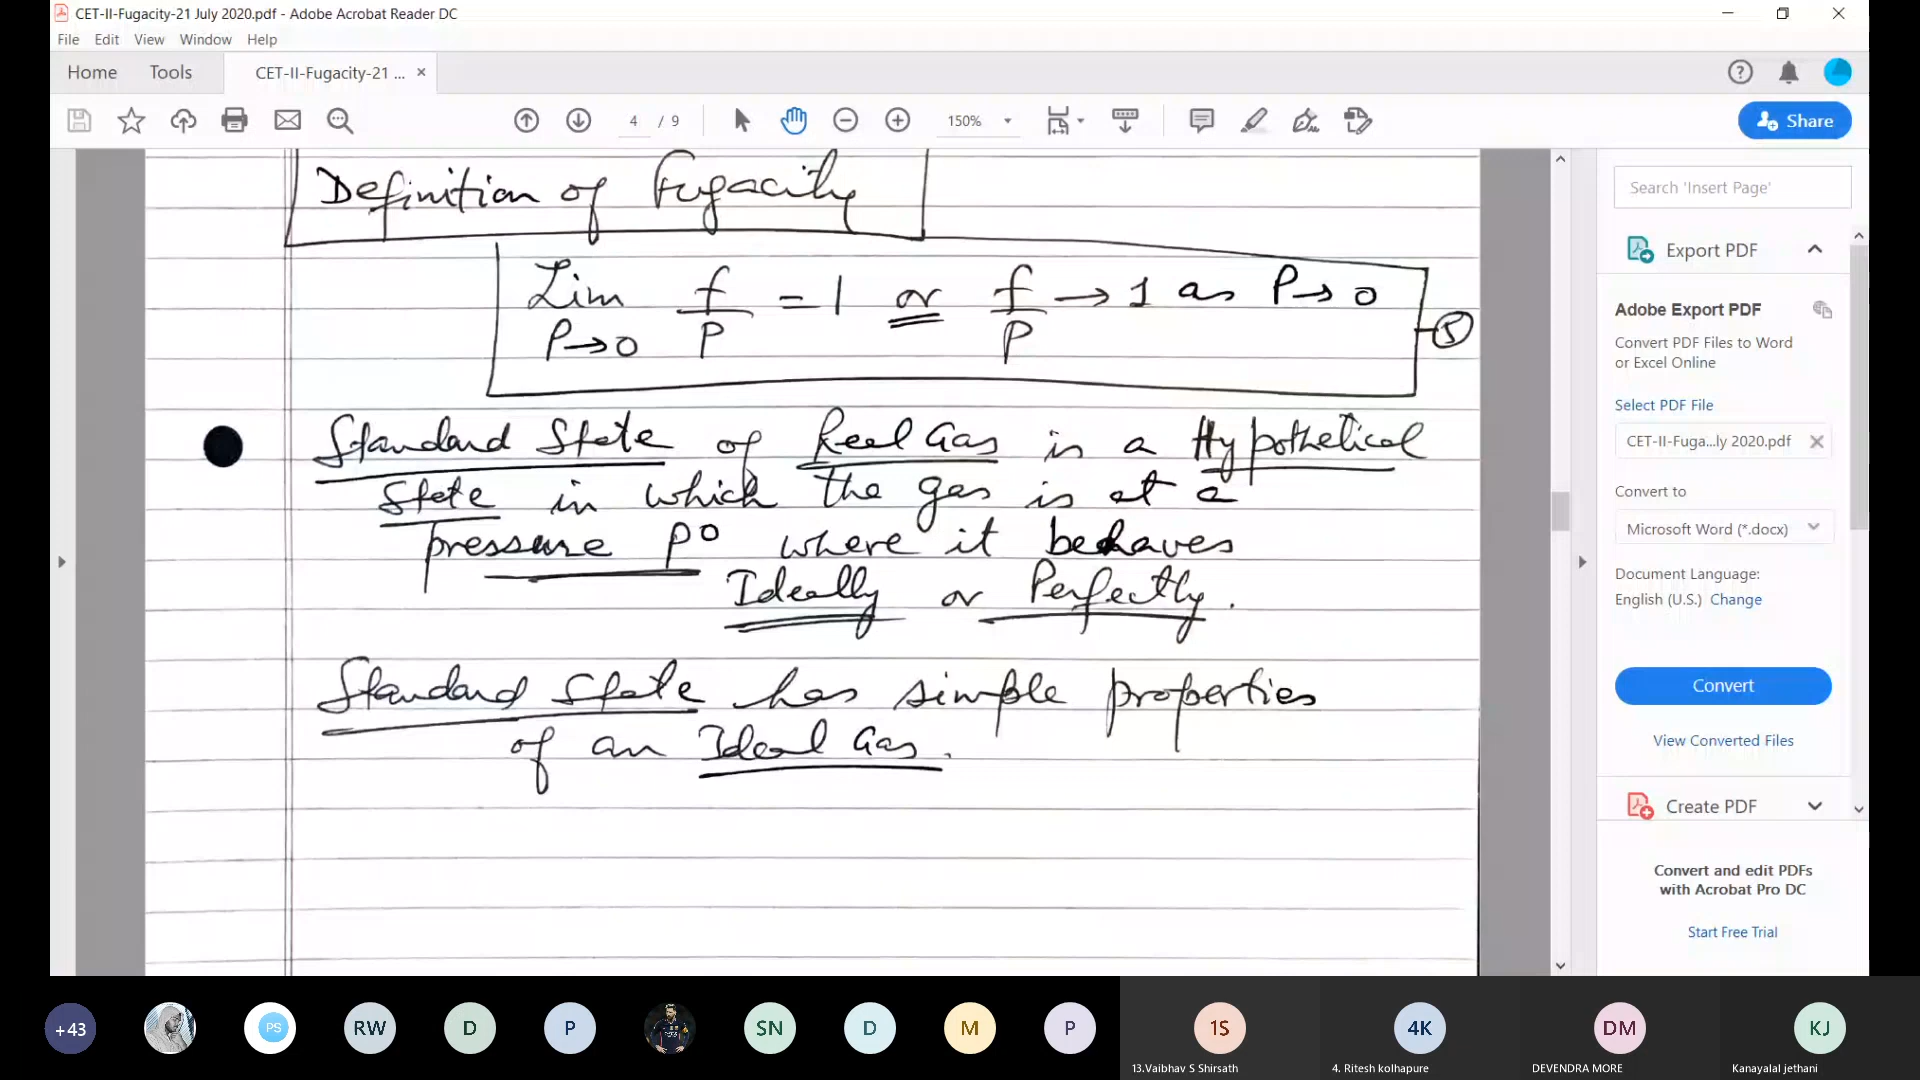 CET-II-Fugacity-21 July 2020.pdf - Adobe Acrobat Reader DC
File Edit View Window Help
Home Tools CET-II-Fugacity-21 ... ×
4 / 9 150% Share
Search 'Insert Page'
Export PDF
Adobe Export PDF
Convert PDF Files to Word
or Excel Online
Select PDF File
CET-II-Fuga...ly 2020.pdf
Convert to
Microsoft Word (*.docx)
Document Language:
English (U.S.) Change
Convert
View Converted Files
Create PDF
Convert and edit PDFs
with Acrobat Pro DC
Start Free Trial
Definition of Fugacity
Lim P→0 f/P = 1 or f/P → 1 as P→0 ⑤
Standard State of Real Gas is a Hypothetical
State in which the gas is at a
pressure P° where it behaves
Ideally or Perfectly.
Standard State has simple properties
of an Ideal Gas.
+43 PS RW D P SN D M P 1S 4K DM KJ
13.Vaibhav S Shirsath 4. Ritesh kolhapure DEVENDRA MORE Kanayalal jethani